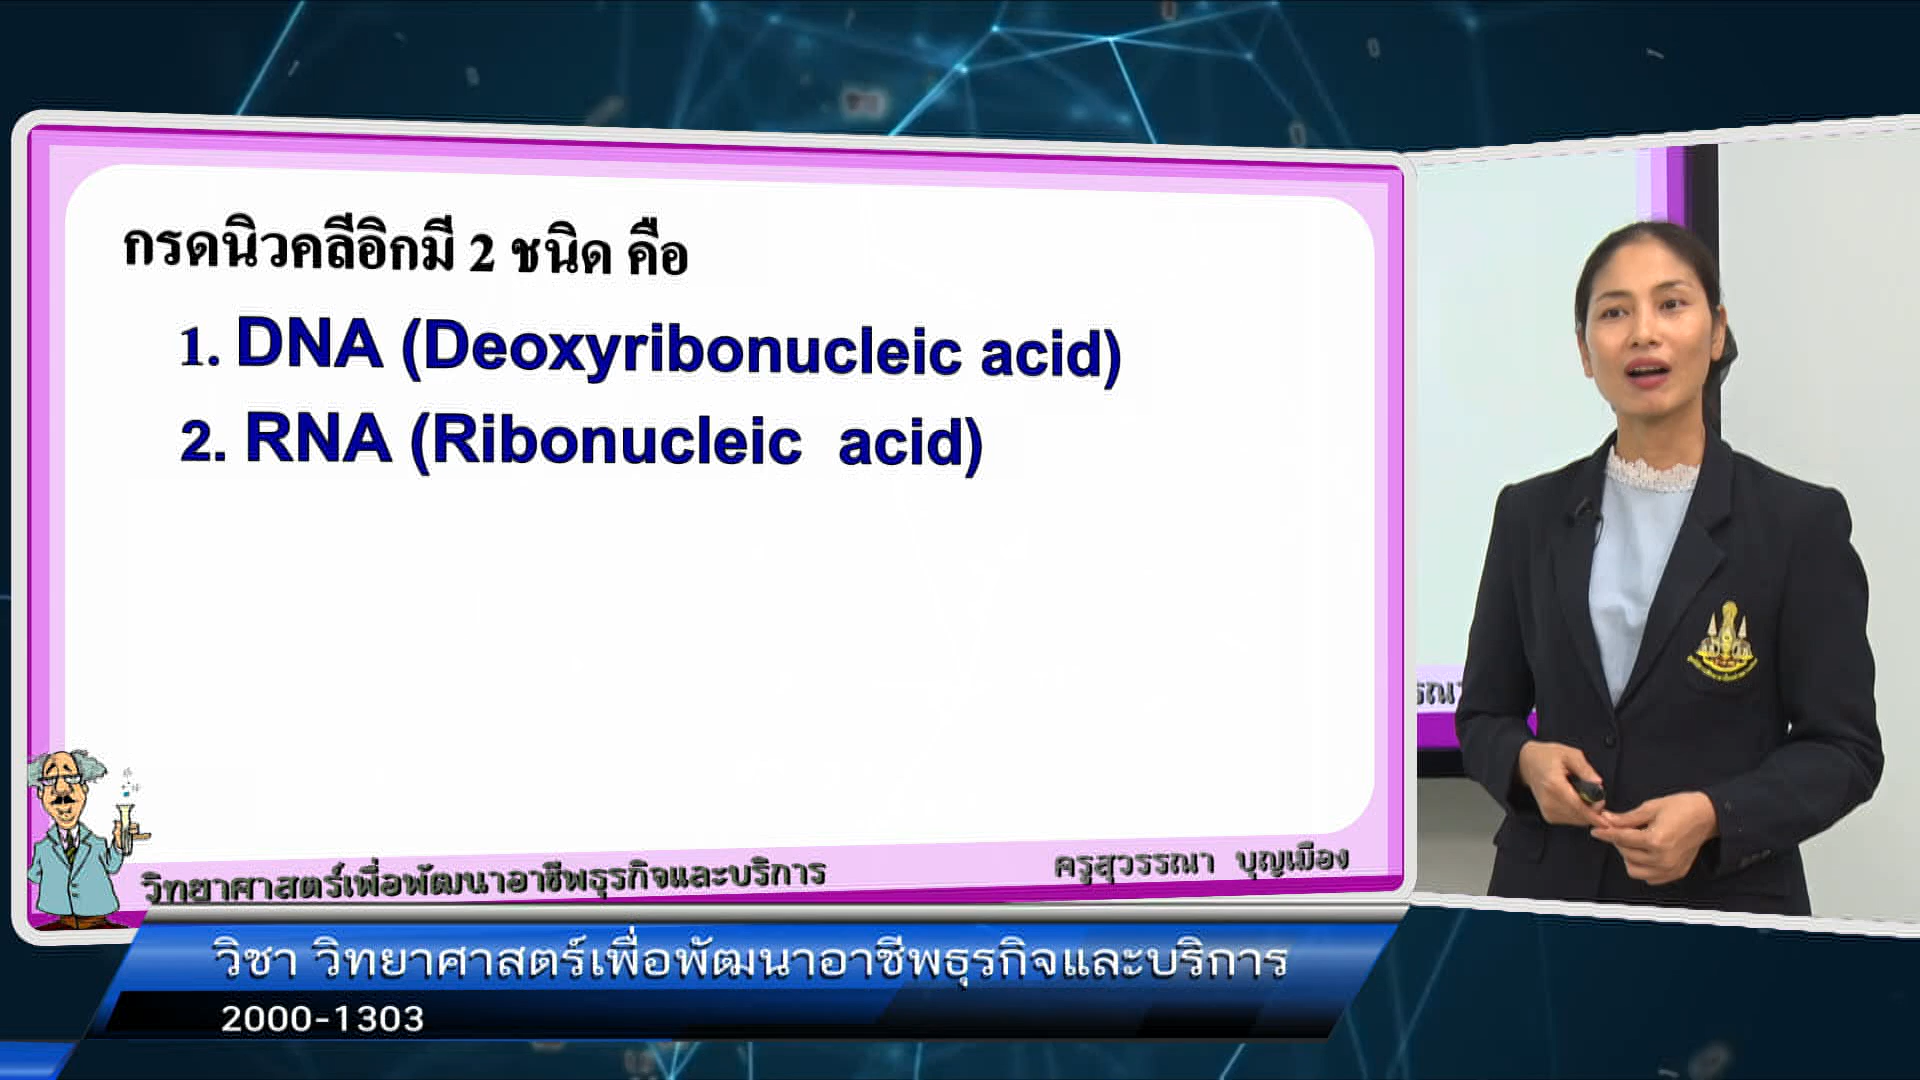 กรดนิวคลีอิกมี 2 ชนิด คือ
1. DNA (Deoxyribonucleic acid)
2. RNA (Ribonucleic acid)
วิทยาศาสตร์เพื่อพัฒนาอาชีพธุรกิจและบริการ
ครูสุวรรณา บุญเมือง
วิชา วิทยาศาสตร์เพื่อพัฒนาอาชีพธุรกิจและบริการ
2000-1303